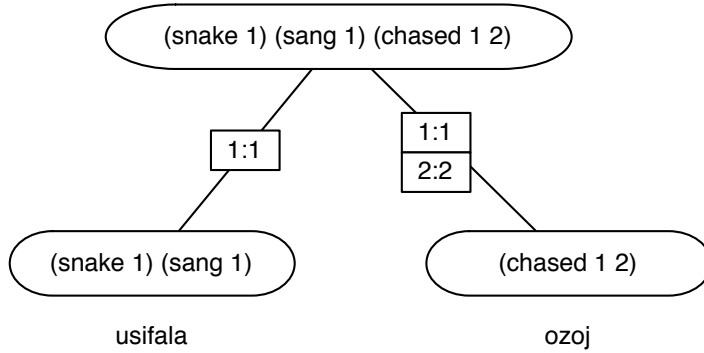 (snake 1) (sang 1) (chased 1 2)
1:1
1:1
2:2
(snake 1) (sang 1)
(chased 1 2)
usifala
ozoj